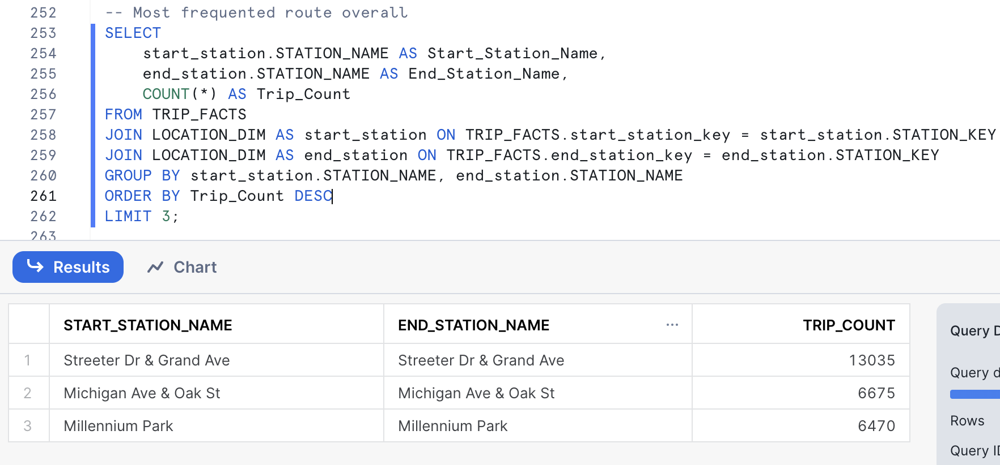 252 -- Most frequented route overall
253 SELECT
254 start_station.STATION_NAME AS Start_Station_Name,
255 end_station.STATION_NAME AS End_Station_Name,
256 COUNT(*) AS Trip_Count
257 FROM TRIP_FACTS
258 JOIN LOCATION_DIM AS start_station ON TRIP_FACTS.start_station_key = start_station.STATION_KEY
259 JOIN LOCATION_DIM AS end_station ON TRIP_FACTS.end_station_key = end_station.STATION_KEY
260 GROUP BY start_station.STATION_NAME, end_station.STATION_NAME
261 ORDER BY Trip_Count DESC
262 LIMIT 3;
263
Results Chart
START_STATION_NAME END_STATION_NAME ... TRIP_COUNT
1 Streeter Dr & Grand Ave Streeter Dr & Grand Ave 13035
2 Michigan Ave & Oak St Michigan Ave & Oak St 6675
3 Millennium Park Millennium Park 6470
Query D
Query d
Rows
Query ID